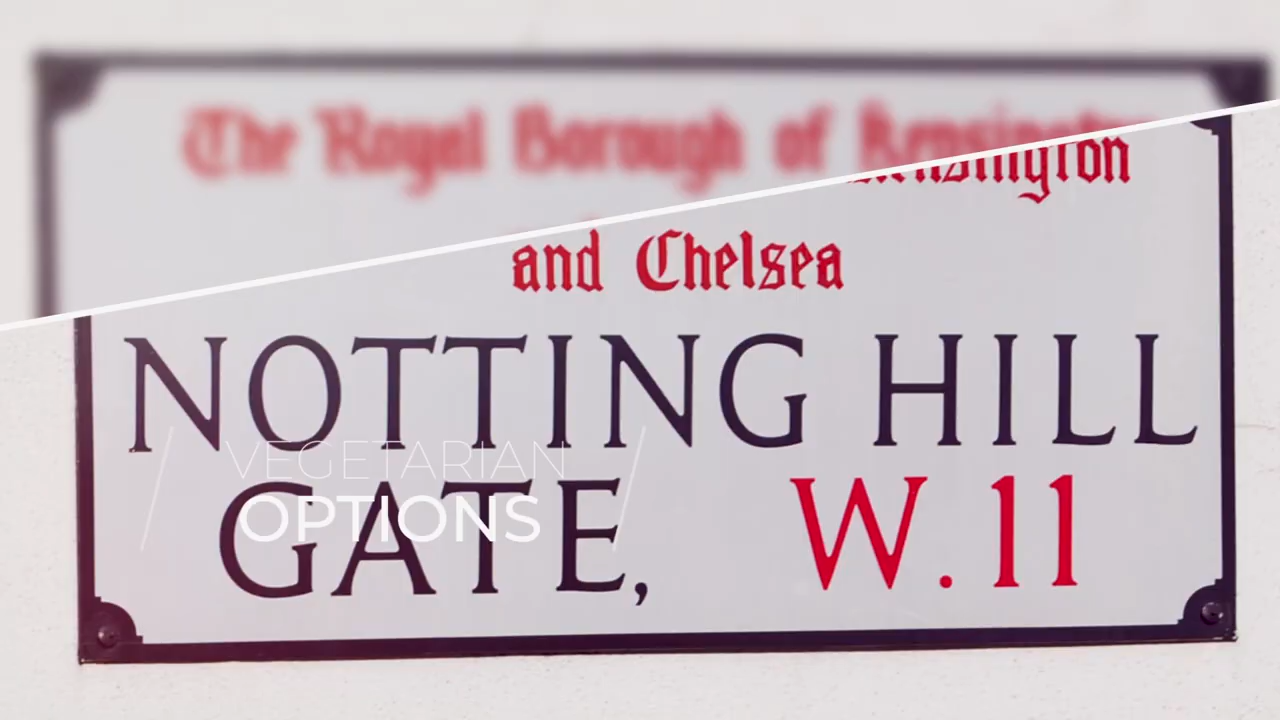 The Royal Borough of Kensington
and Chelsea
NOTTING HILL
GATE, W.11
VEGETARIAN
OPTIONS